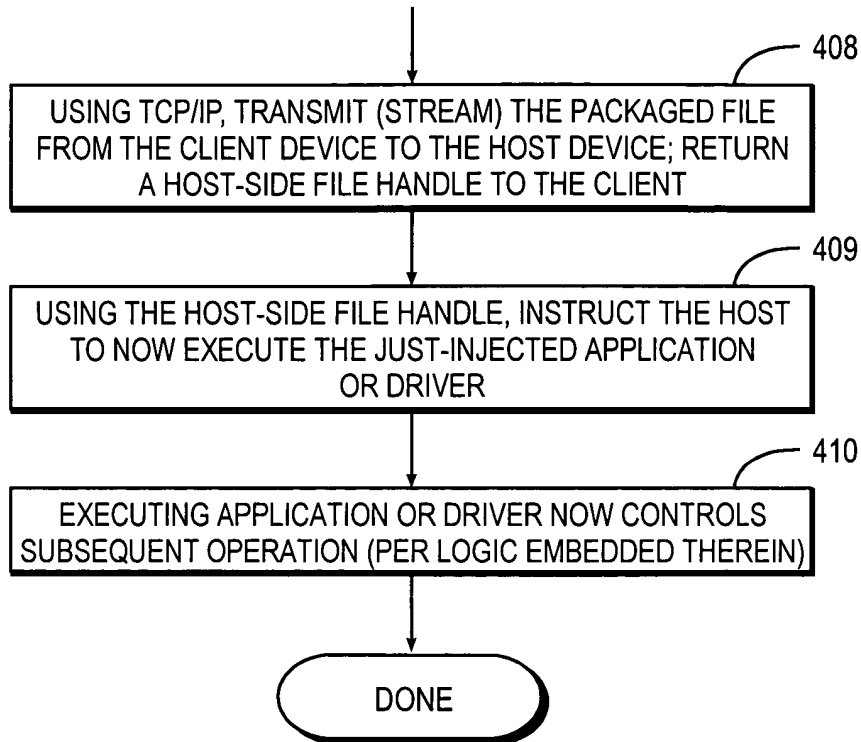 408
USING TCP/IP, TRANSMIT (STREAM) THE PACKAGED FILE
FROM THE CLIENT DEVICE TO THE HOST DEVICE; RETURN
A HOST-SIDE FILE HANDLE TO THE CLIENT
409
USING THE HOST-SIDE FILE HANDLE, INSTRUCT THE HOST
TO NOW EXECUTE THE JUST-INJECTED APPLICATION
OR DRIVER
410
EXECUTING APPLICATION OR DRIVER NOW CONTROLS
SUBSEQUENT OPERATION (PER LOGIC EMBEDDED THEREIN)
DONE